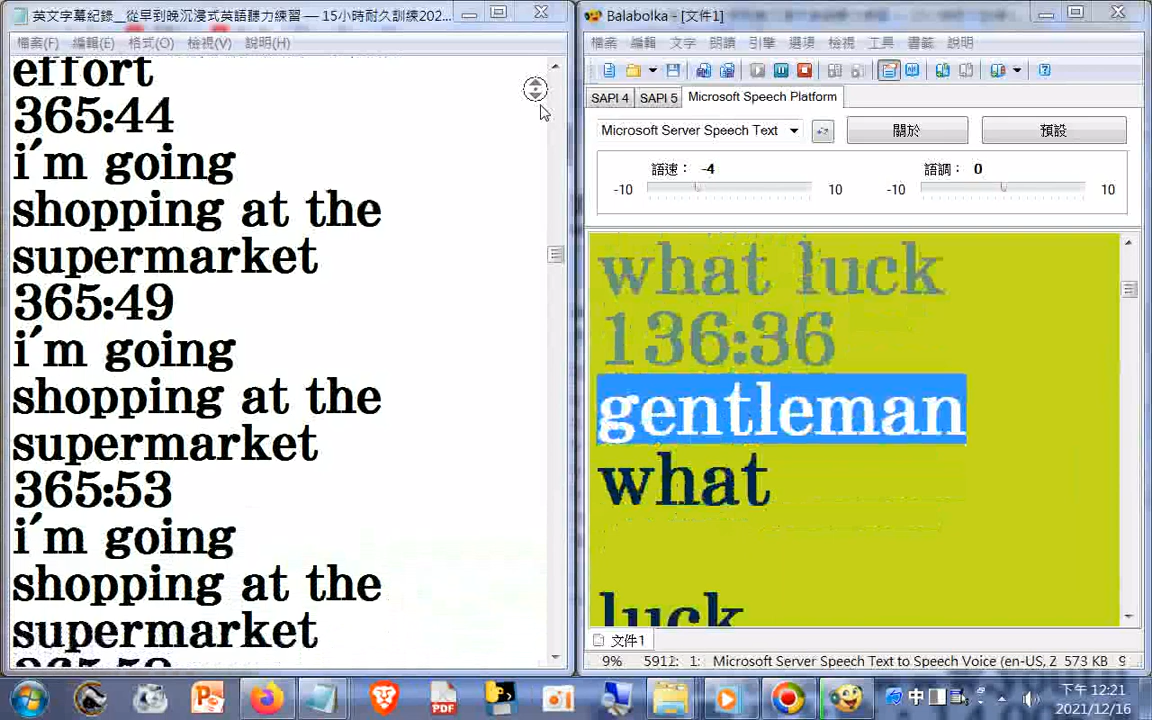 英文字幕紀錄__從早到晚沉浸式英語聽力練習 — 15小時耐久訓練202...
檔案(F) 編輯(E) 格式(O) 檢視(V) 說明(H)
effort
365:44
i'm going
shopping at the
supermarket
365:49
i'm going
shopping at the
supermarket
365:53
i'm going
shopping at the
supermarket
365:58
Balabolka - [文件1]
檔案 編輯 文字 朗讀 引擎 選項 檢視 工具 書籤 說明
SAPI 4 SAPI 5 Microsoft Speech Platform
Microsoft Server Speech Text 關於 預設
語速： -4 語調： 0
-10 10 -10 10
what luck
136:36
gentleman
what
luck
文件1
9% 5912: 1: Microsoft Server Speech Text to Speech Voice (en-US, Z 573 KB 9
PDF 中 下午 12:21
2021/12/16